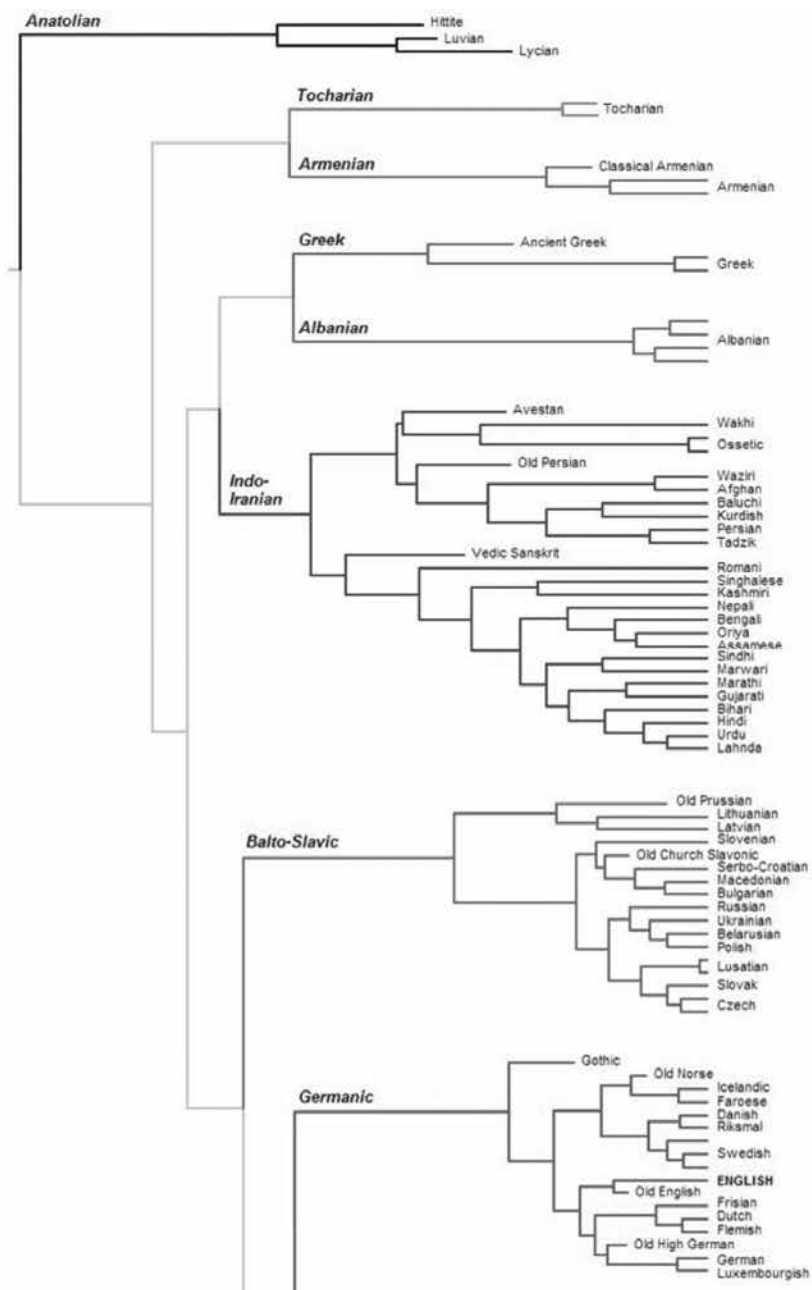 Anatolian
Hittite
Luvian
Lycian
Tocharian
Tocharian
Armenian
Classical Armenian
Armenian
Greek
Ancient Greek
Greek
Albanian
Albanian
Indo-
Iranian
Avestan
Wakhi
Ossetic
Old Persian
Waziri
Afghan
Baluchi
Kurdish
Persian
Tadzik
Vedic Sanskrit
Romani
Singhalese
Kashmiri
Nepali
Bengali
Oriya
Assamese
Sindhi
Marwari
Marathi
Gujarati
Bihari
Hindi
Urdu
Lahnda
Balto-Slavic
Old Prussian
Lithuanian
Latvian
Slovenian
Old Church Slavonic
Serbo-Croatian
Macedonian
Bulgarian
Russian
Ukrainian
Belarusian
Polish
Lusatian
Slovak
Czech
Germanic
Gothic
Old Norse
Icelandic
Faroese
Danish
Riksmal
Swedish
ENGLISH
Old English
Frisian
Dutch
Flemish
Old High German
German
Luxembourgish